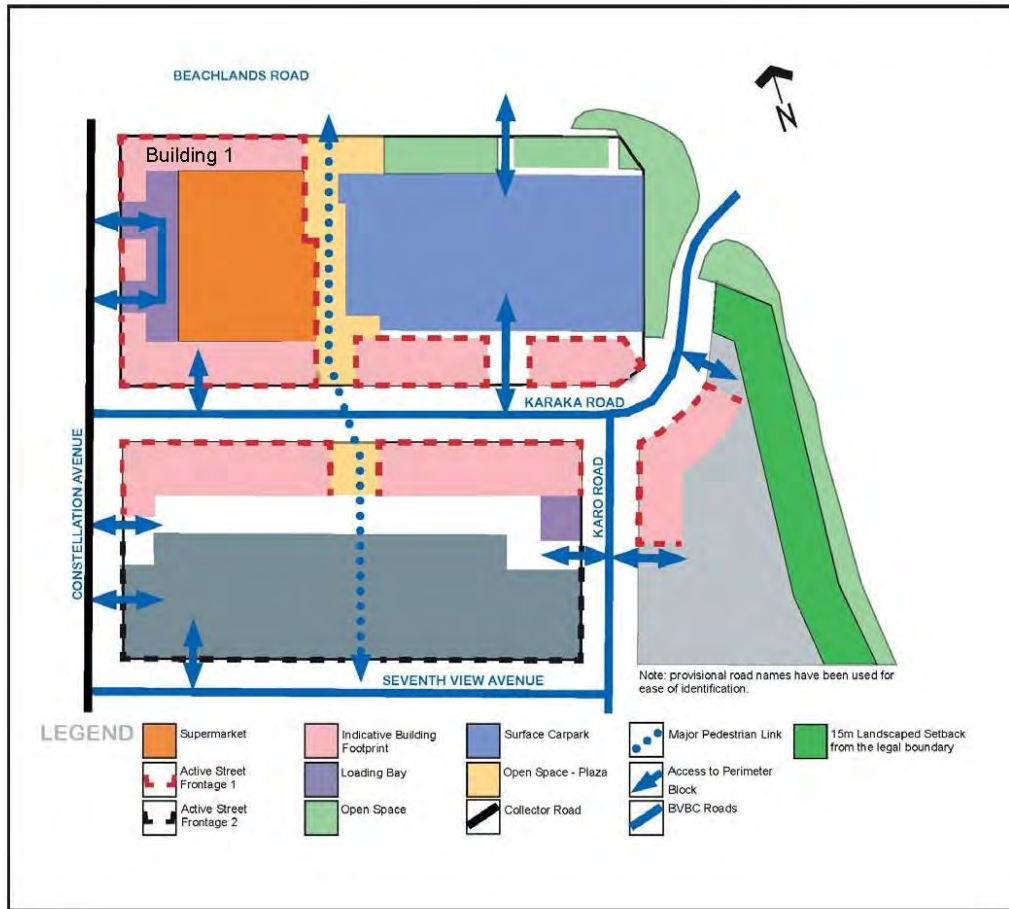 BEACHLANDS ROAD
N
Building 1
KARAKA ROAD
CONSTELLATION AVENUE
KARO ROAD
SEVENTH VIEW AVENUE
Note: provisional road names have been used for
ease of identification.
LEGEND
Supermarket
Indicative Building
Footprint
Surface Carpark
Major Pedestrian Link
15m Landscaped Setback
from the legal boundary
Active Street
Frontage 1
Loading Bay
Open Space - Plaza
Access to Perimeter
Block
Active Street
Frontage 2
Open Space
Collector Road
BVBC Roads